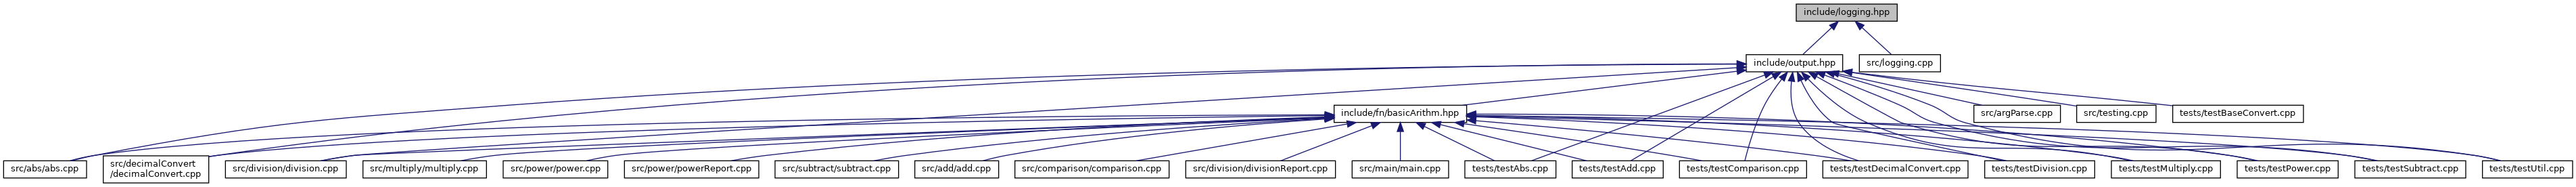 include/logging.hpp
include/output.hpp
src/logging.cpp
include/fn/basicArithm.hpp
src/argParse.cpp
src/testing.cpp
tests/testBaseConvert.cpp
src/abs/abs.cpp
src/decimalConvert
/decimalConvert.cpp
src/division/division.cpp
src/multiply/multiply.cpp
src/power/power.cpp
src/power/powerReport.cpp
src/subtract/subtract.cpp
src/add/add.cpp
src/comparison/comparison.cpp
src/division/divisionReport.cpp
src/main/main.cpp
tests/testAbs.cpp
tests/testAdd.cpp
tests/testComparison.cpp
tests/testDecimalConvert.cpp
tests/testDivision.cpp
tests/testMultiply.cpp
tests/testPower.cpp
tests/testSubtract.cpp
tests/testUtil.cpp